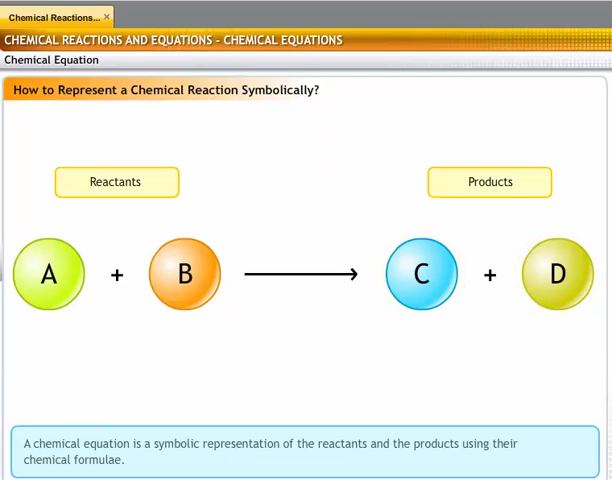 Chemical Reactions...
CHEMICAL REACTIONS AND EQUATIONS - CHEMICAL EQUATIONS
Chemical Equation
How to Represent a Chemical Reaction Symbolically?
Reactants
Products
A + B ⟶ C + D
A chemical equation is a symbolic representation of the reactants and the products using their
chemical formulae.